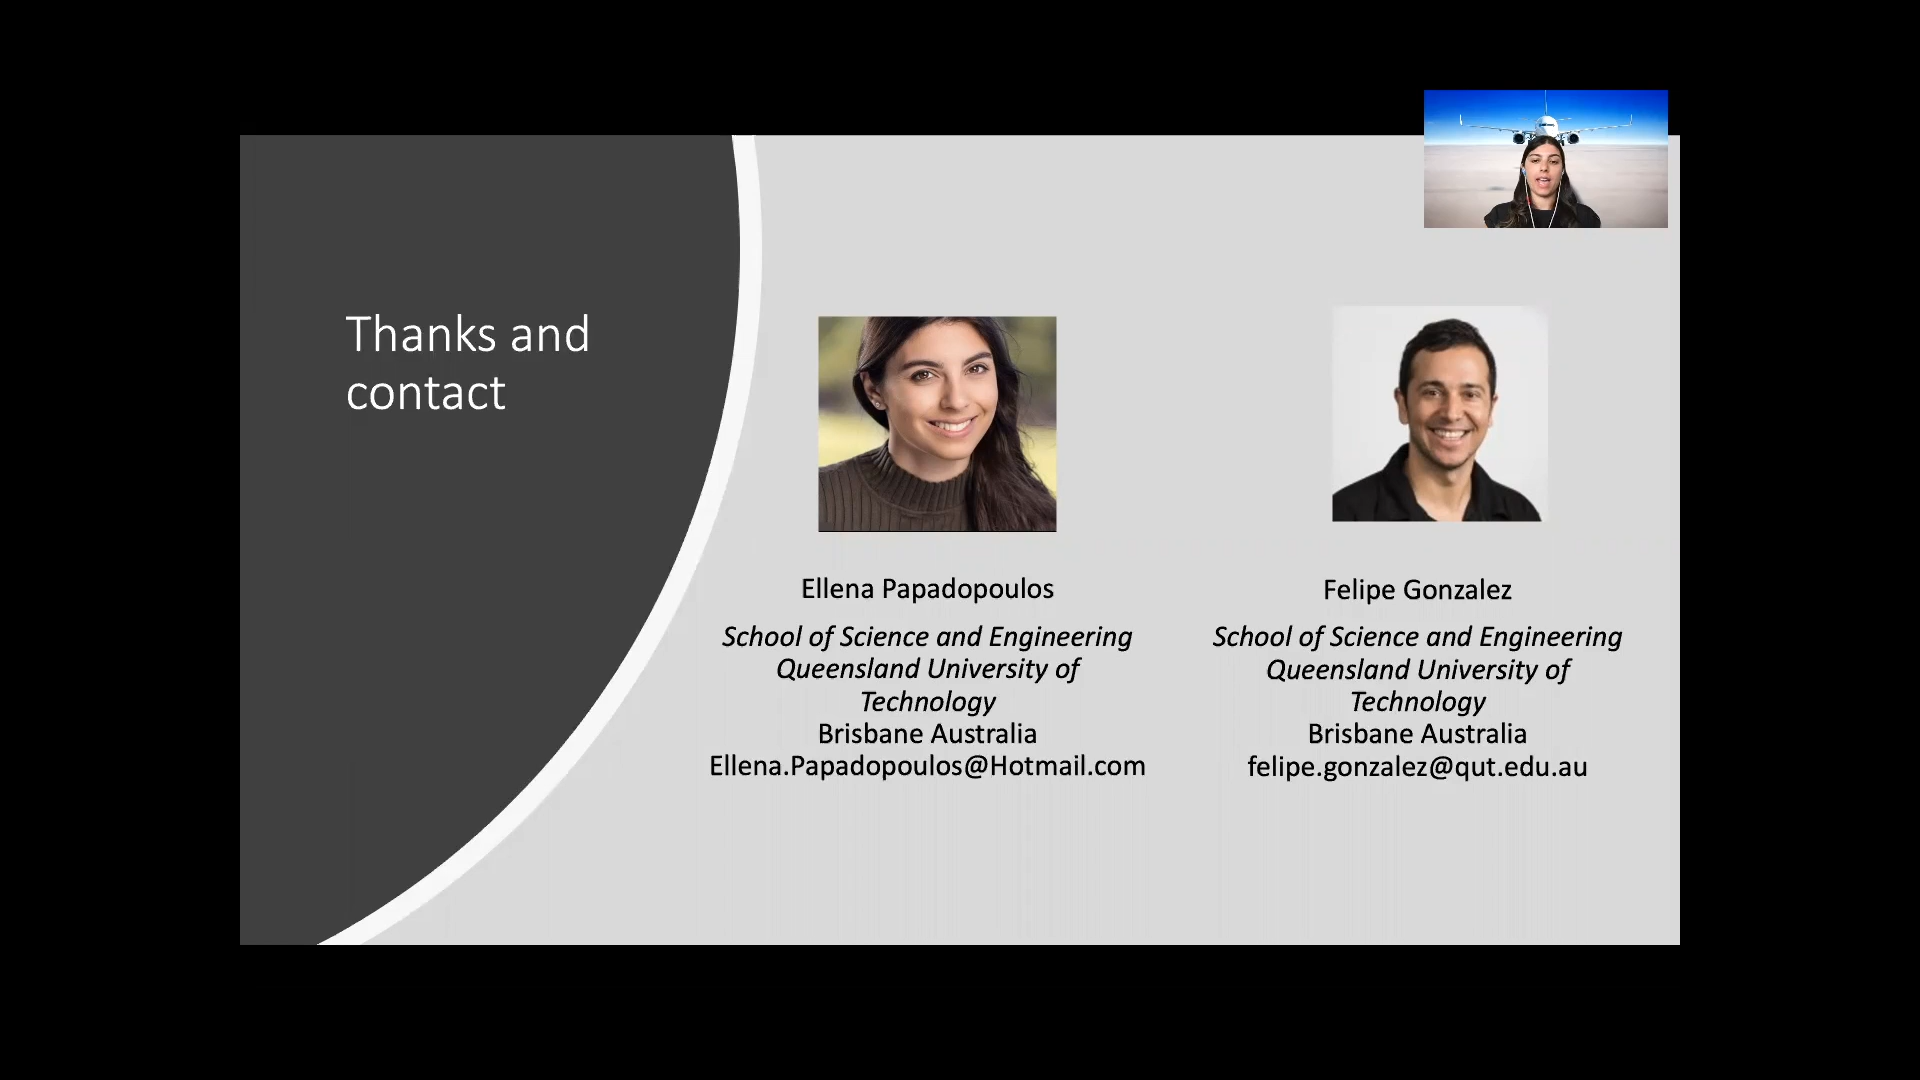 Thanks and
contact
Ellena Papadopoulos
School of Science and Engineering
Queensland University of
Technology
Brisbane Australia
Ellena.Papadopoulos@Hotmail.com
Felipe Gonzalez
School of Science and Engineering
Queensland University of
Technology
Brisbane Australia
felipe.gonzalez@qut.edu.au